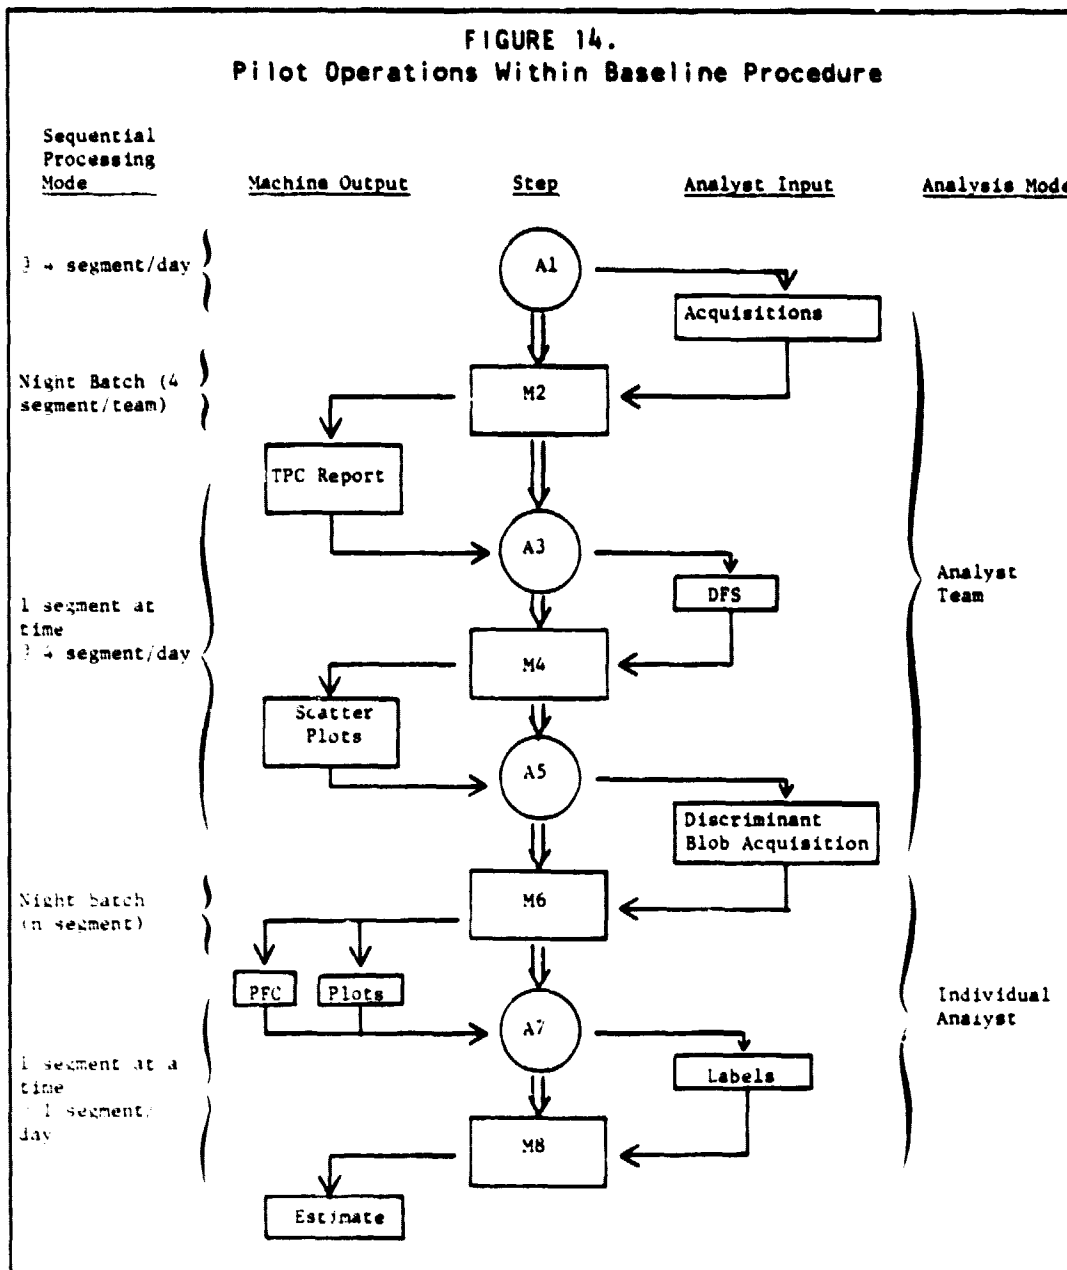 FIGURE 14.
Pilot Operations Within Baseline Procedure
Sequential
Processing
Mode
Machine Output
Step
Analyst Input
Analysis Mode
segment/day
A1
Acquisitions
Night Batch (4
segment/team)
M2
TPC Report
A3
DFS
Analyst
Team
1 segment at
time
4 segment/day
M4
Scatter
Plots
A5
Discriminant
Blob Acquisition
Night batch
(n segment)
M6
PFC
Plots
A7
Individual
Analyst
1 segment at a
time
1 segment/
day
Labels
M8
Estimate